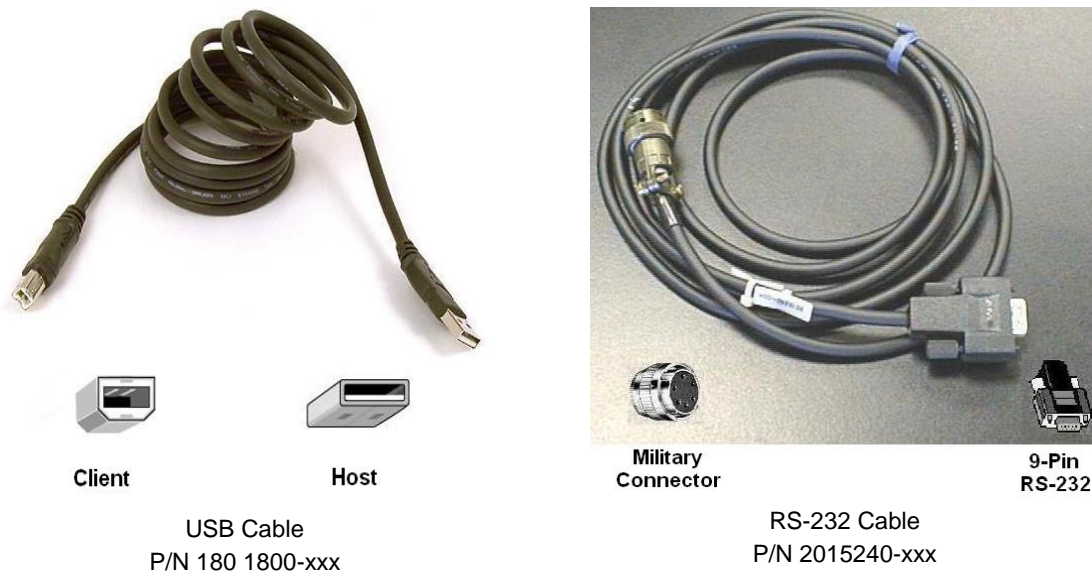 Client
Host
USB Cable
P/N 180 1800-xxx
Military
Connector
9-Pin
RS-232
RS-232 Cable
P/N 2015240-xxx